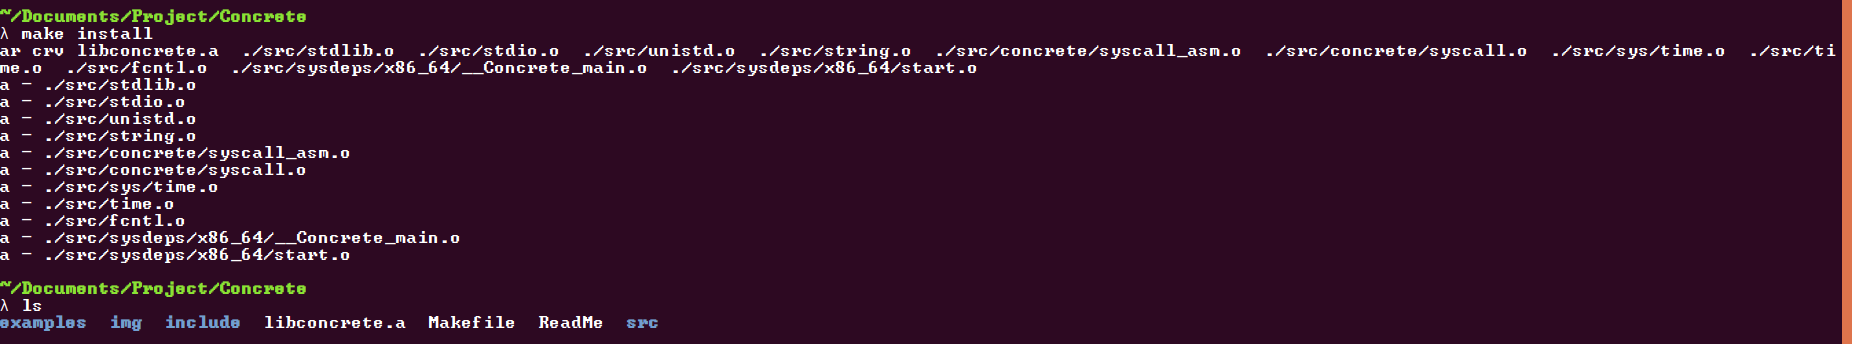 ~/Documents/Project/Concrete
λ make install
ar crv libconcrete.a  ./src/stdlib.o  ./src/stdio.o  ./src/unistd.o  ./src/string.o  ./src/concrete/syscall_asm.o  ./src/concrete/syscall.o  ./src/sys/time.o  ./src/ti
me.o  ./src/fcntl.o  ./src/sysdeps/x86_64/__Concrete_main.o  ./src/sysdeps/x86_64/start.o
a - ./src/stdlib.o
a - ./src/stdio.o
a - ./src/unistd.o
a - ./src/string.o
a - ./src/concrete/syscall_asm.o
a - ./src/concrete/syscall.o
a - ./src/sys/time.o
a - ./src/time.o
a - ./src/fcntl.o
a - ./src/sysdeps/x86_64/__Concrete_main.o
a - ./src/sysdeps/x86_64/start.o
~/Documents/Project/Concrete
λ ls
examples  img  include  libconcrete.a  Makefile  ReadMe  src